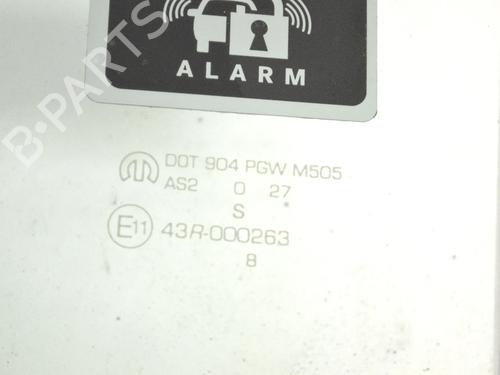 ALARM
B-PARTS
DOT 904 PGW M505
AS2 0 27
S
E11 43R-000263
8